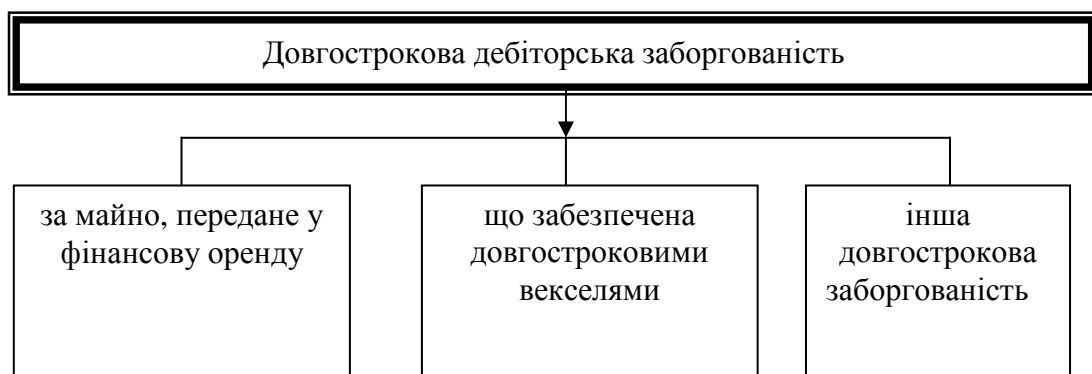 Довгострокова дебіторська заборгованість
за майно, передане у
фінансову оренду
що забезпечена
довгостроковими
векселями
інша
довгострокова
заборгованість